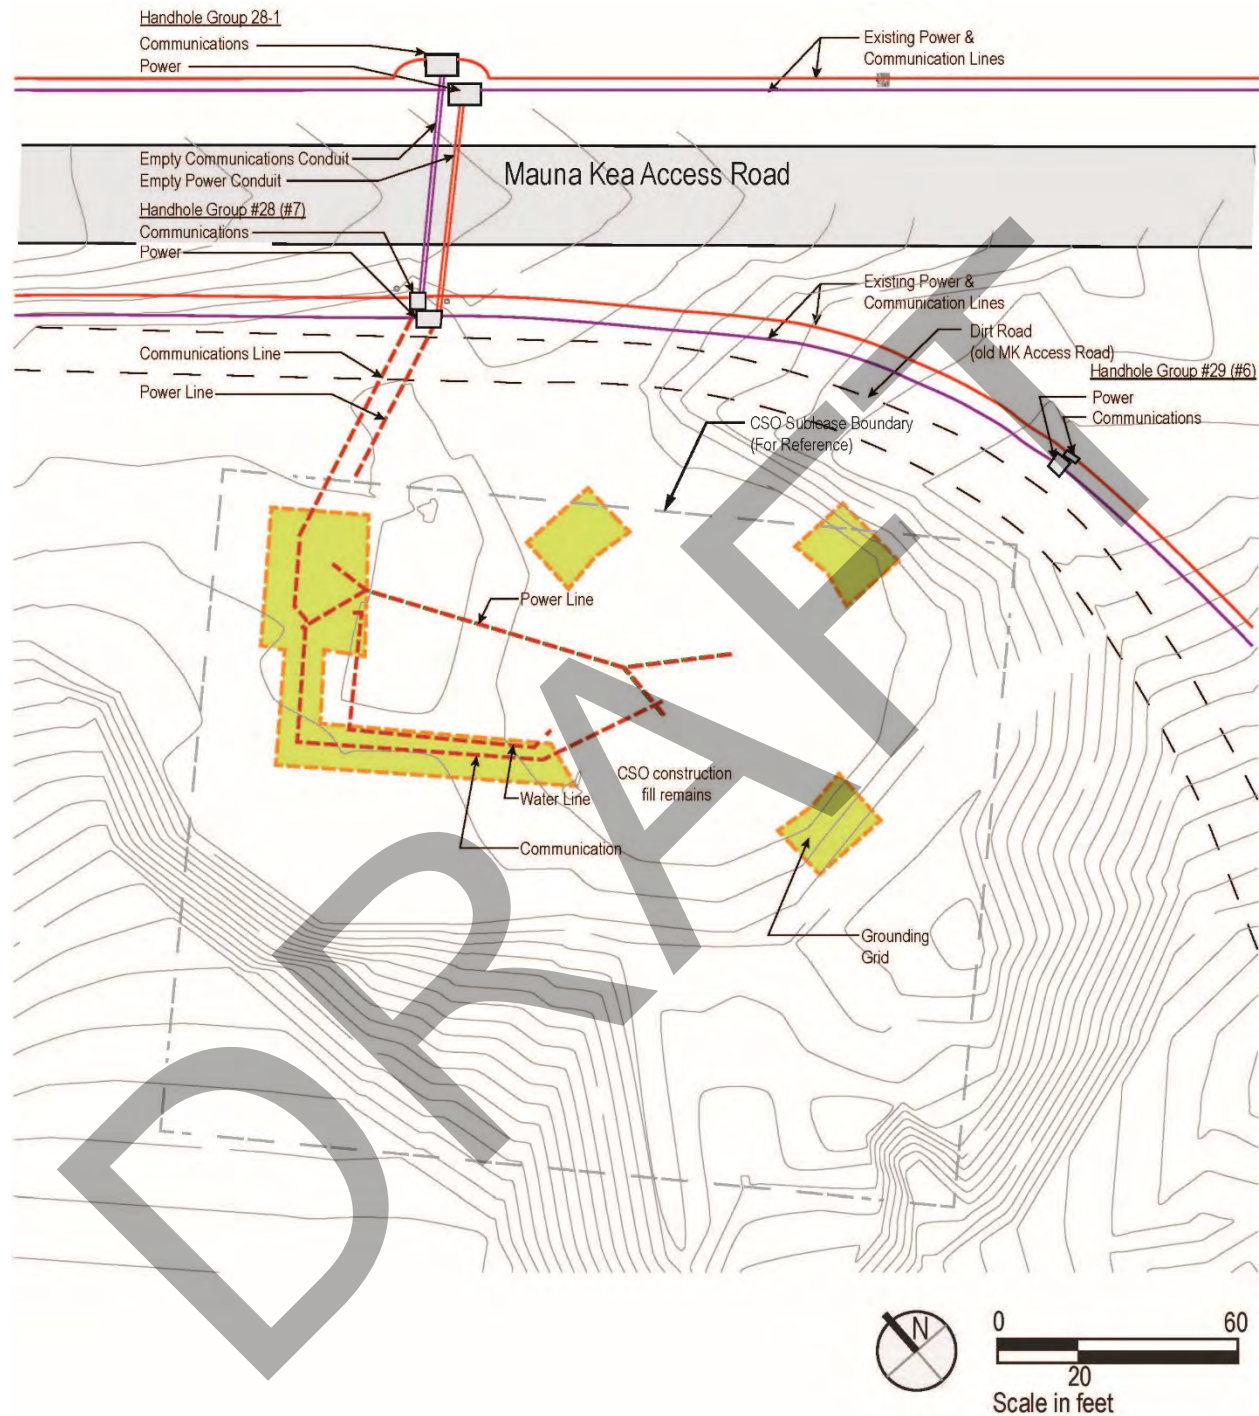 Handhole Group 28-1
Communications
Power
Existing Power &
Communication Lines
Empty Communications Conduit
Empty Power Conduit
Mauna Kea Access Road
Handhole Group #28 (#7)
Communications
Power
Existing Power &
Communication Lines
Dirt Road
(old MK Access Road)
Handhole Group #29 (#6)
Power
Communications
Communications Line
Power Line
CSO Sublease Boundary
(For Reference)
Power Line
CSO construction
fill remains
Water Line
Communication
Grounding
Grid
DRAFT
N
0 60
20
Scale in feet